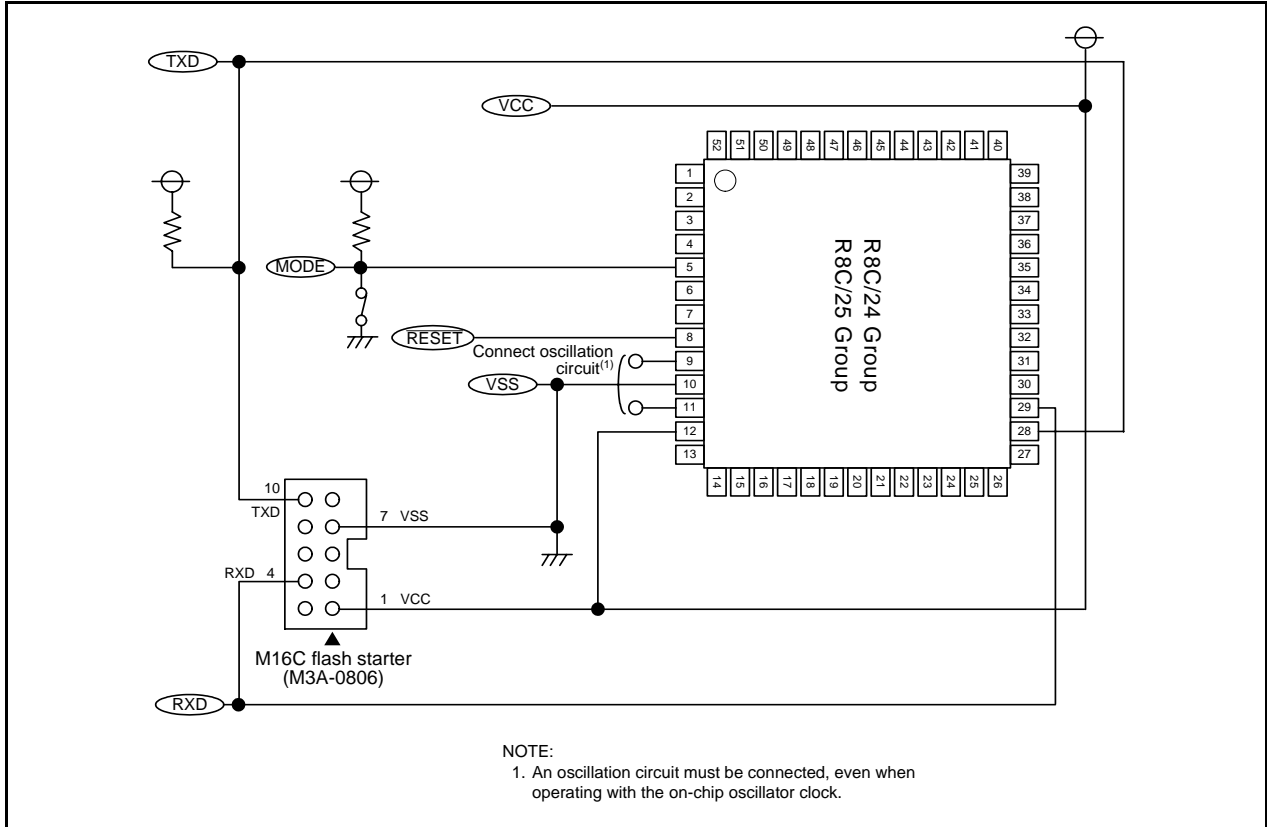 TXD
VCC
52 51 50 49 48 47 46 45 44 43 42 41 40
1
2
3
4
5
6
7
8
9
10
11
12
13
39
38
37
36
35
34
33
32
31
30
29
28
27
14 15 16 17 18 19 20 21 22 23 24 25 26
R8C/24 Group
R8C/25 Group
MODE
RESET
Connect oscillation
circuit(1)
VSS
10
TXD
7 VSS
RXD 4
1 VCC
M16C flash starter
(M3A-0806)
RXD
NOTE:
1. An oscillation circuit must be connected, even when
operating with the on-chip oscillator clock.